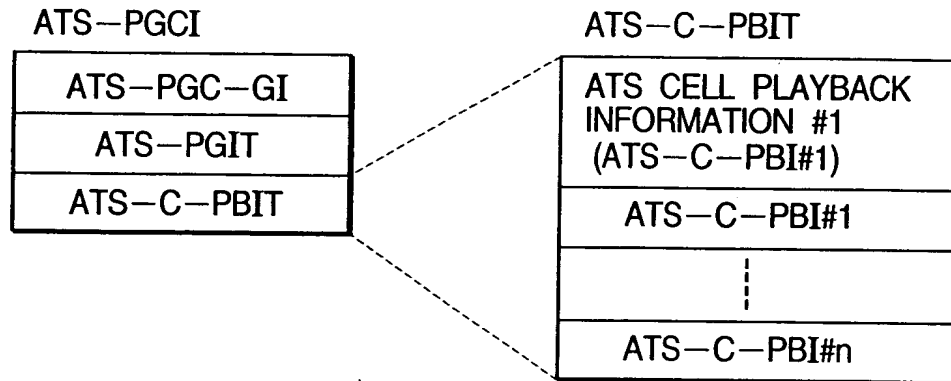 ATS-PGCI
ATS-PGC-GI
ATS-PGIT
ATS-C-PBIT
ATS-C-PBIT
ATS CELL PLAYBACK
INFORMATION #1
(ATS-C-PBI#1)
ATS-C-PBI#1
ATS-C-PBI#n